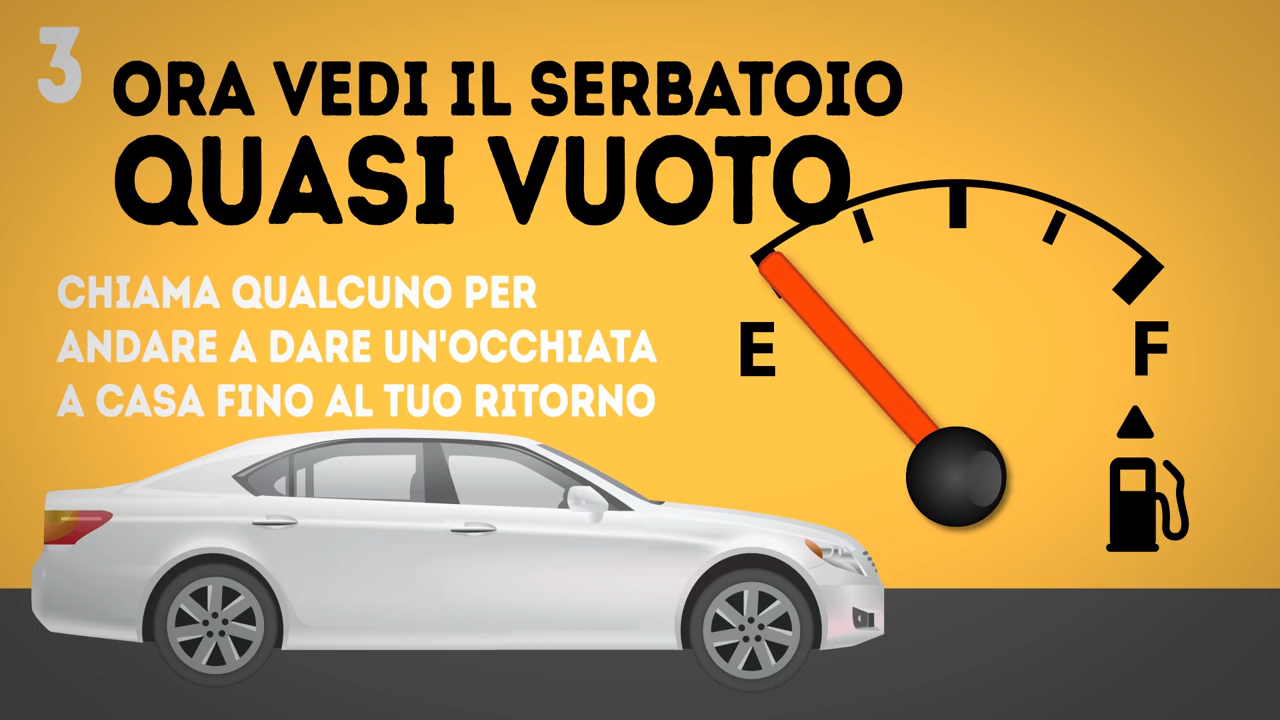 3
ORA VEDI IL SERBATOIO
QUASI VUOTO
CHIAMA QUALCUNO PER
ANDARE A DARE UN'OCCHIATA
A CASA FINO AL TUO RITORNO
E
F